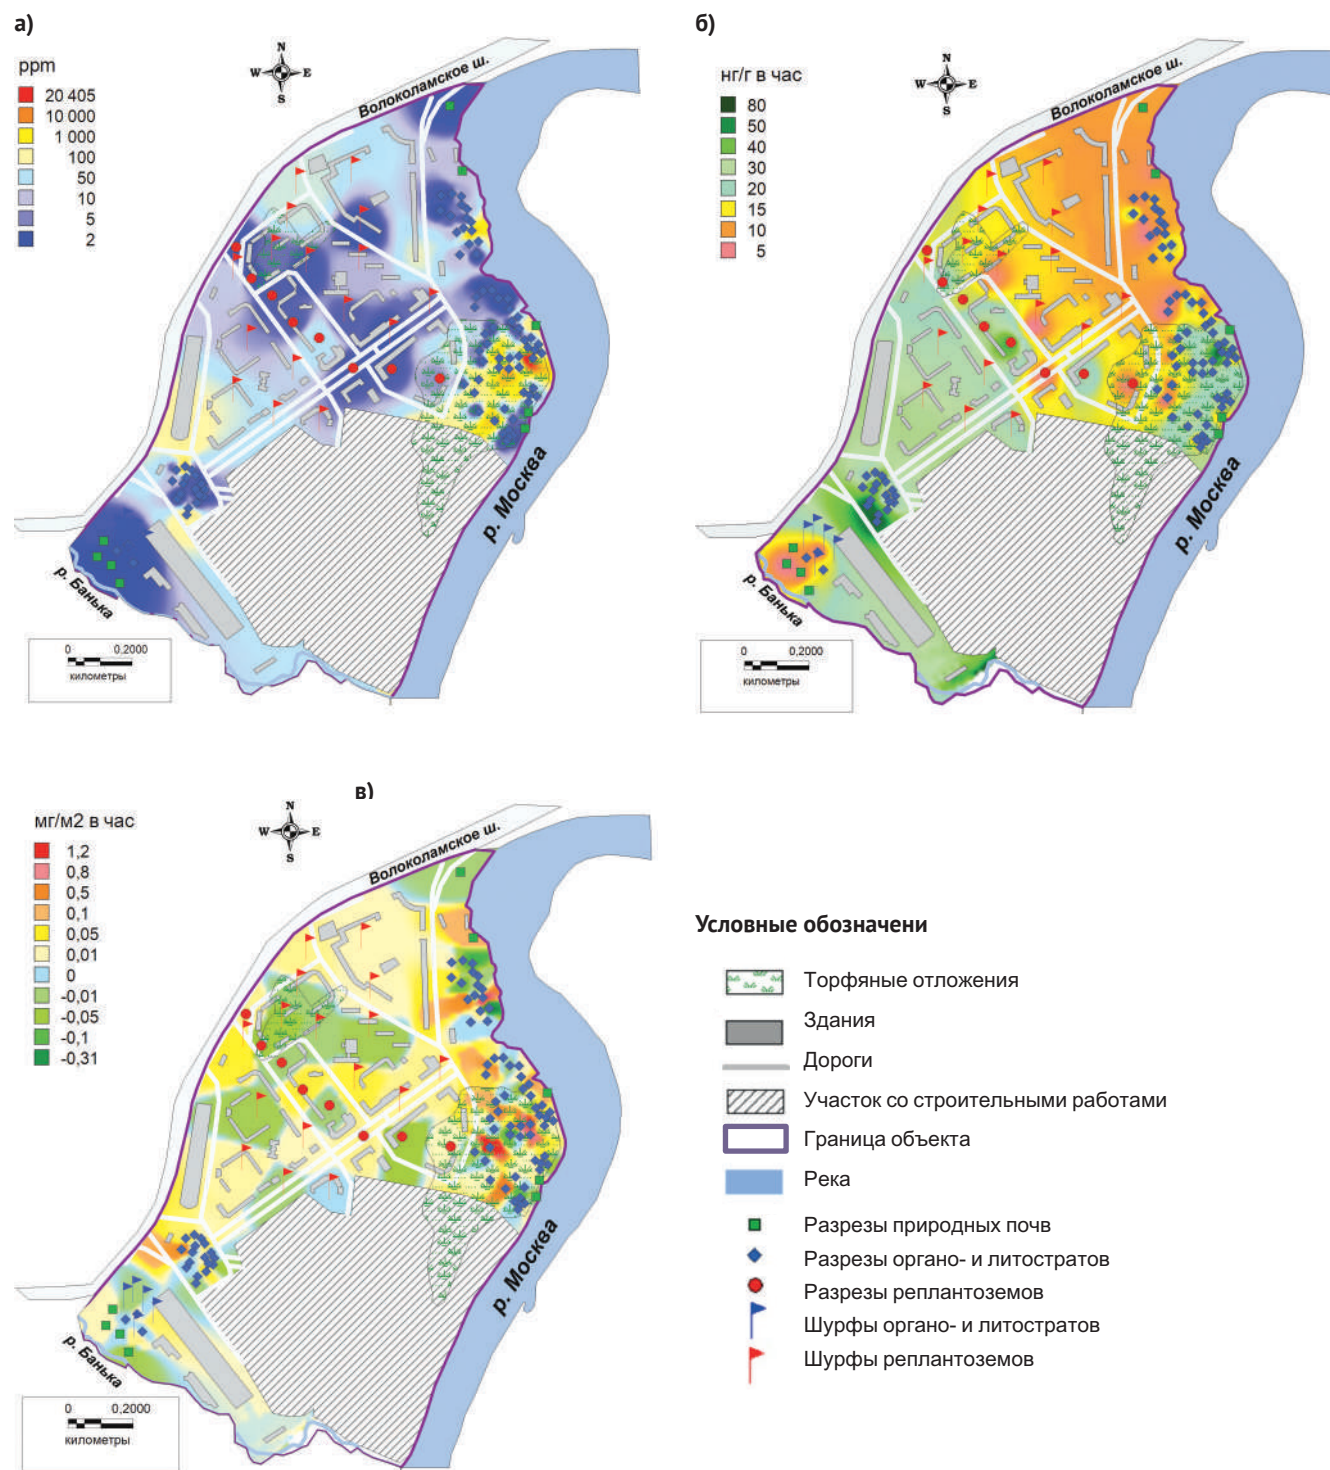 а)
ppm
20 405
10 000
1 000
100
50
10
5
2
N
W
E
S
Волоколамское ш.
р. Москва
р. Банька
0
0,2000
километры
б)
нг/г в час
80
50
40
30
20
15
10
5
N
W
E
S
Волоколамское ш.
р. Москва
р. Банька
0
0,2000
километры
в)
мг/м2 в час
1,2
0,8
0,5
0,1
0,05
0,01
0
-0,01
-0,05
-0,1
-0,31
N
W
E
S
Волоколамское ш.
р. Москва
р. Банька
0
0,2000
километры
Условные обозначени
Торфяные отложения
Здания
Дороги
Участок со строительными работами
Граница объекта
Река
Разрезы природных почв
Разрезы органо- и литостратов
Разрезы реплантоземов
Шурфы органо- и литостратов
Шурфы реплантоземов